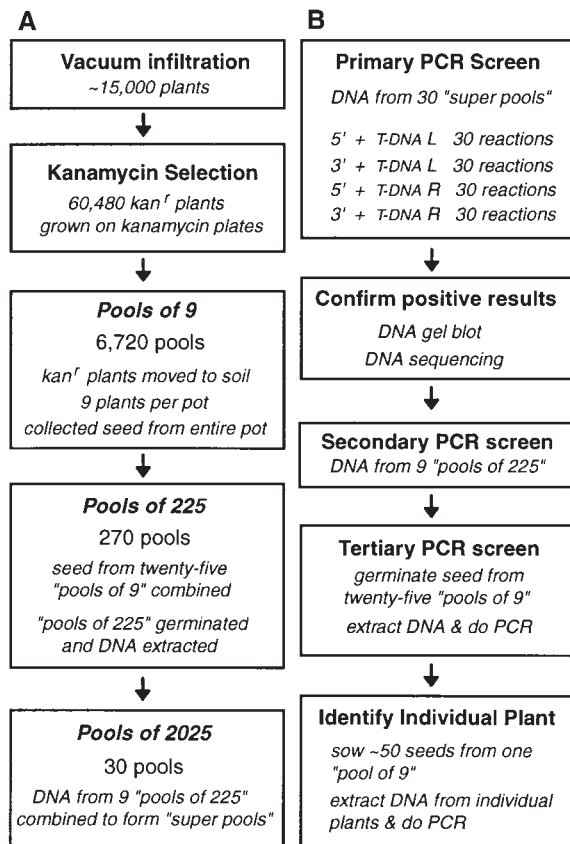 A
Vacuum infiltration
~15,000 plants
Kanamycin Selection
60,480 kan r plants
grown on kanamycin plates
Pools of 9
6,720 pools
kan r plants moved to soil
9 plants per pot
collected seed from entire pot
Pools of 225
270 pools
seed from twenty-five
"pools of 9" combined
"pools of 225" germinated
and DNA extracted
Pools of 2025
30 pools
DNA from 9 "pools of 225"
combined to form "super pools"
B
Primary PCR Screen
DNA from 30 "super pools"
5' + T-DNA L 30 reactions
3' + T-DNA L 30 reactions
5' + T-DNA R 30 reactions
3' + T-DNA R 30 reactions
Confirm positive results
DNA gel blot
DNA sequencing
Secondary PCR screen
DNA from 9 "pools of 225"
Tertiary PCR screen
germinate seed from
twenty-five "pools of 9"
extract DNA & do PCR
Identify Individual Plant
sow ~50 seeds from one
"pool of 9"
extract DNA from individual
plants & do PCR